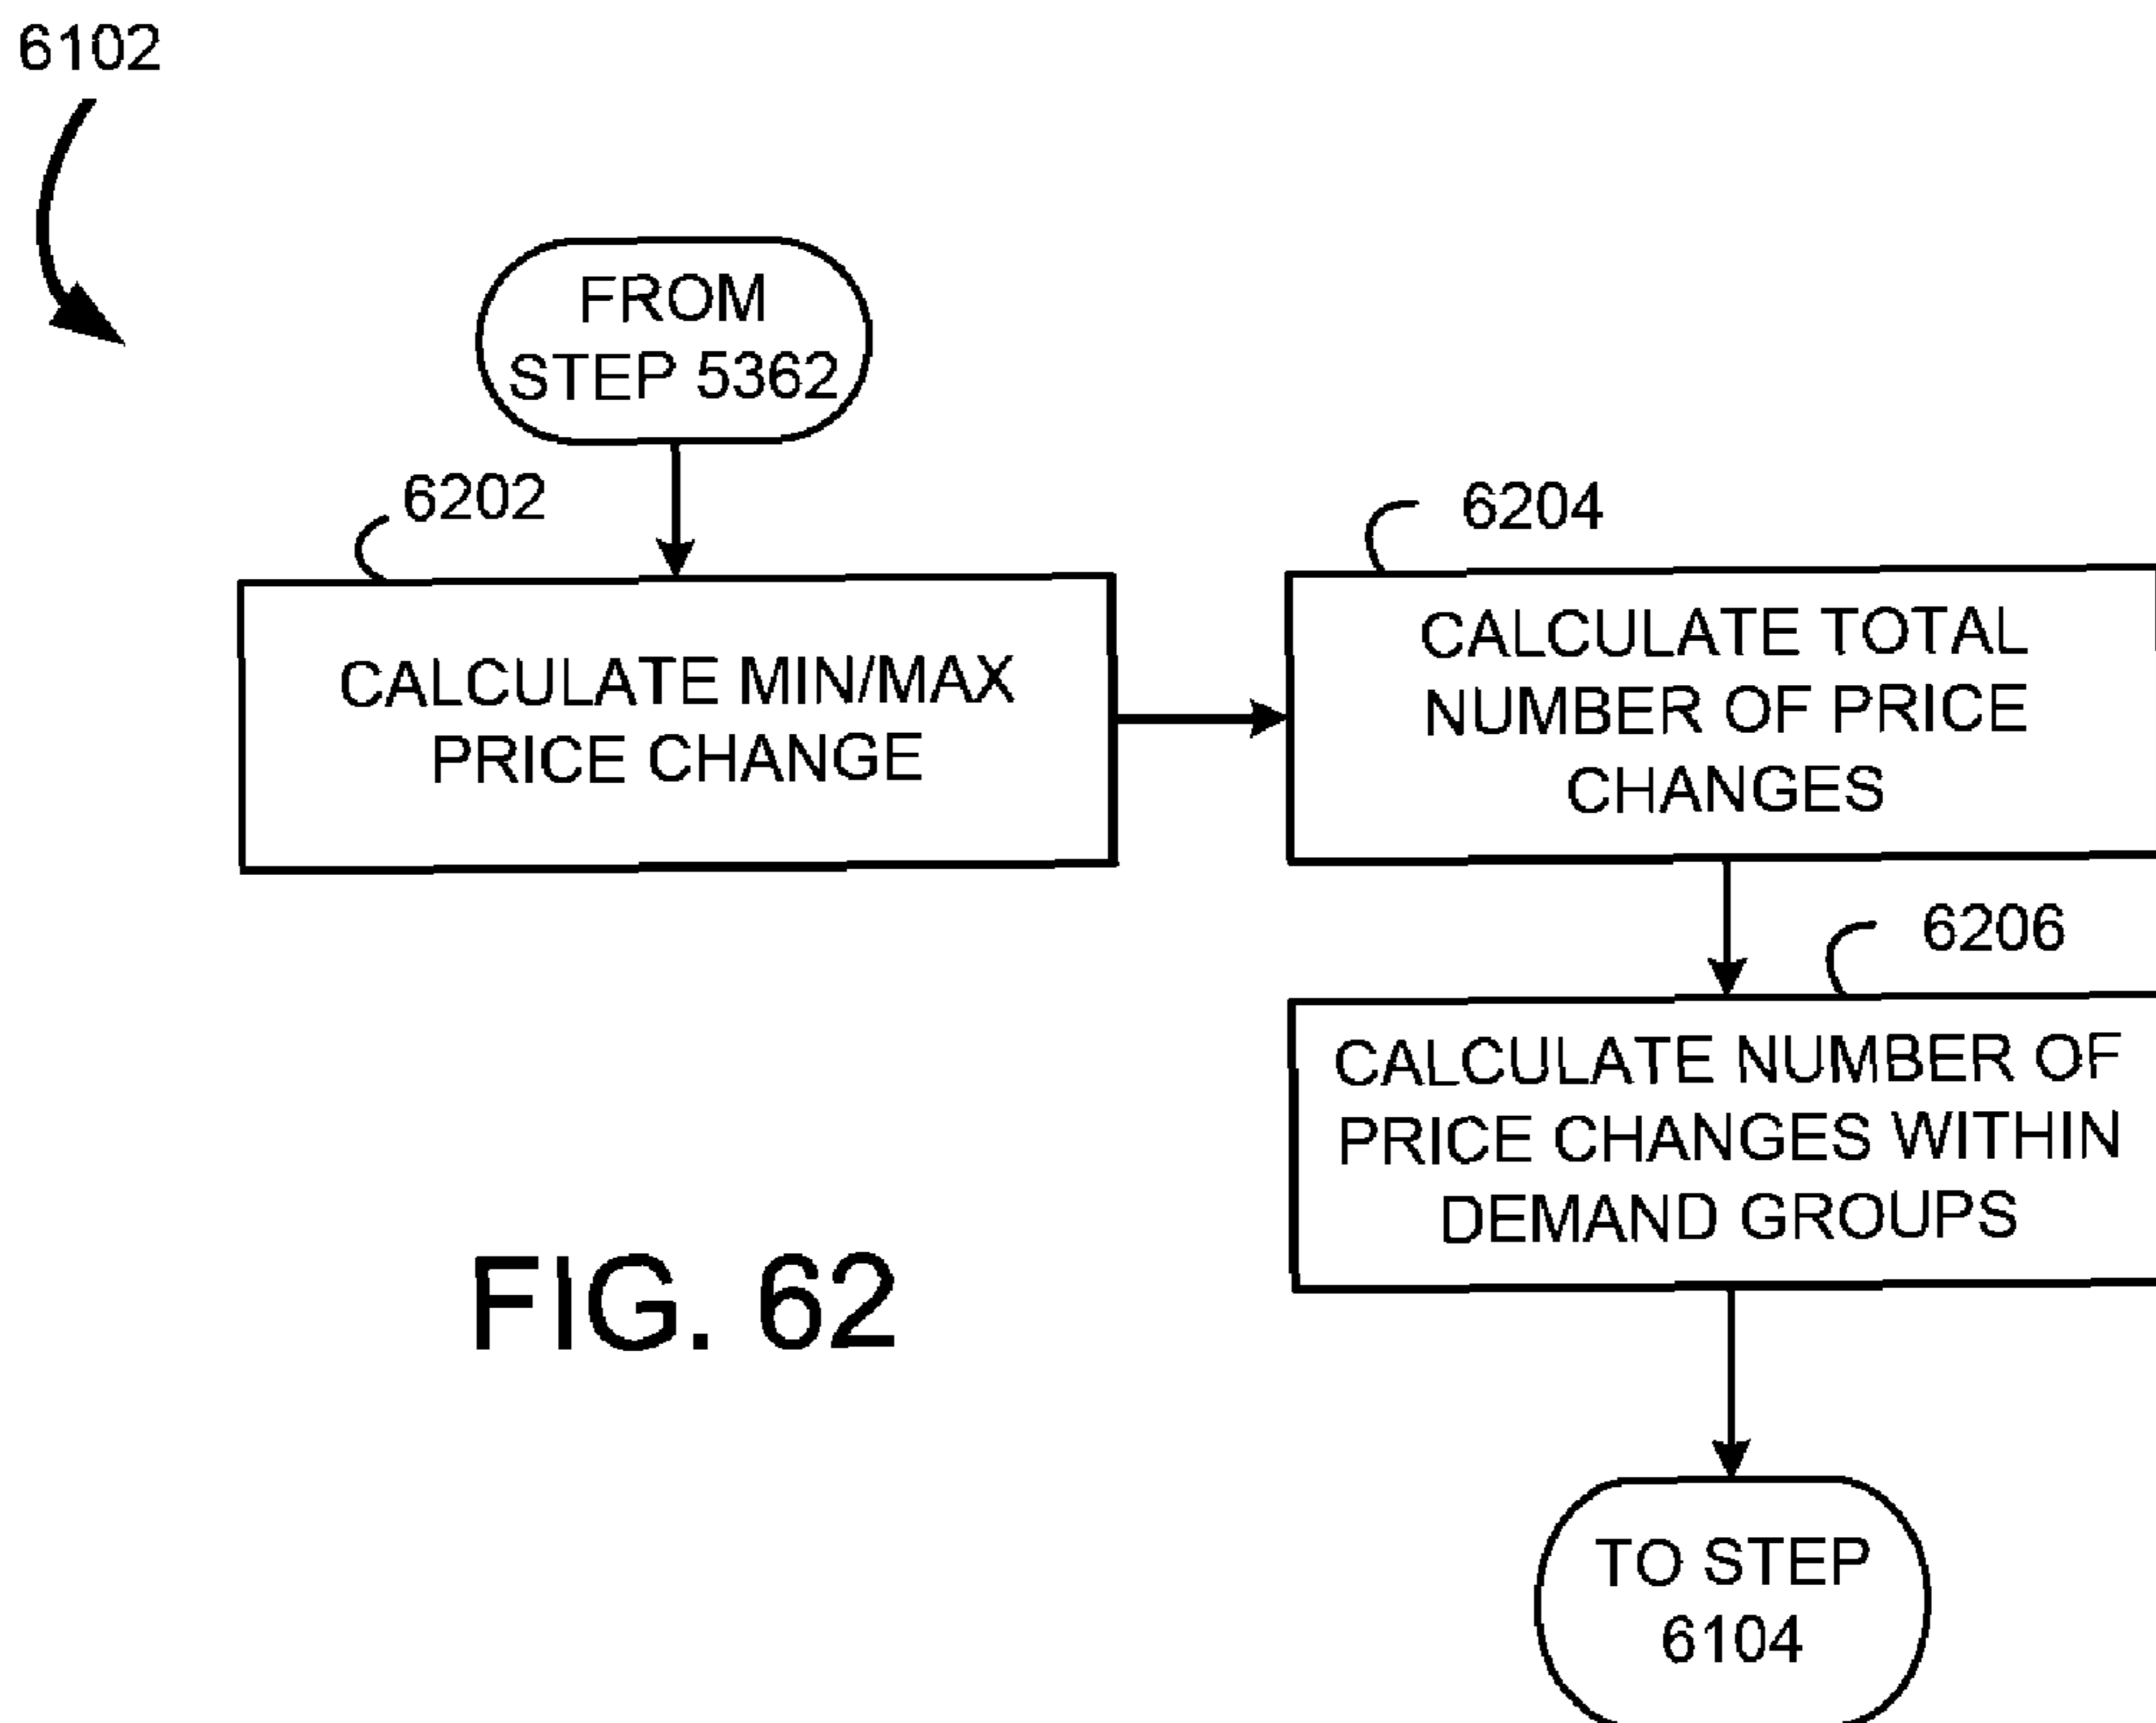 6102
FROM
STEP 5362
6202
CALCULATE MIN/MAX
PRICE CHANGE
6204
CALCULATE TOTAL
NUMBER OF PRICE
CHANGES
6206
CALCULATE NUMBER OF
PRICE CHANGES WITHIN
DEMAND GROUPS
TO STEP
6104
FIG. 62